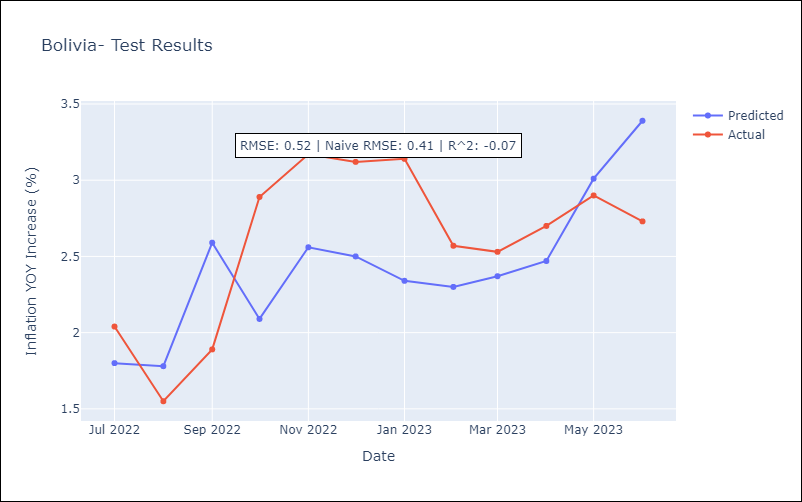 Bolivia- Test Results
Predicted
Actual
RMSE: 0.52 | Naive RMSE: 0.41 | R^2: -0.07
Inflation YOY Increase (%)
3.5
3
2.5
2
1.5
Jul 2022 Sep 2022 Nov 2022 Jan 2023 Mar 2023 May 2023
Date